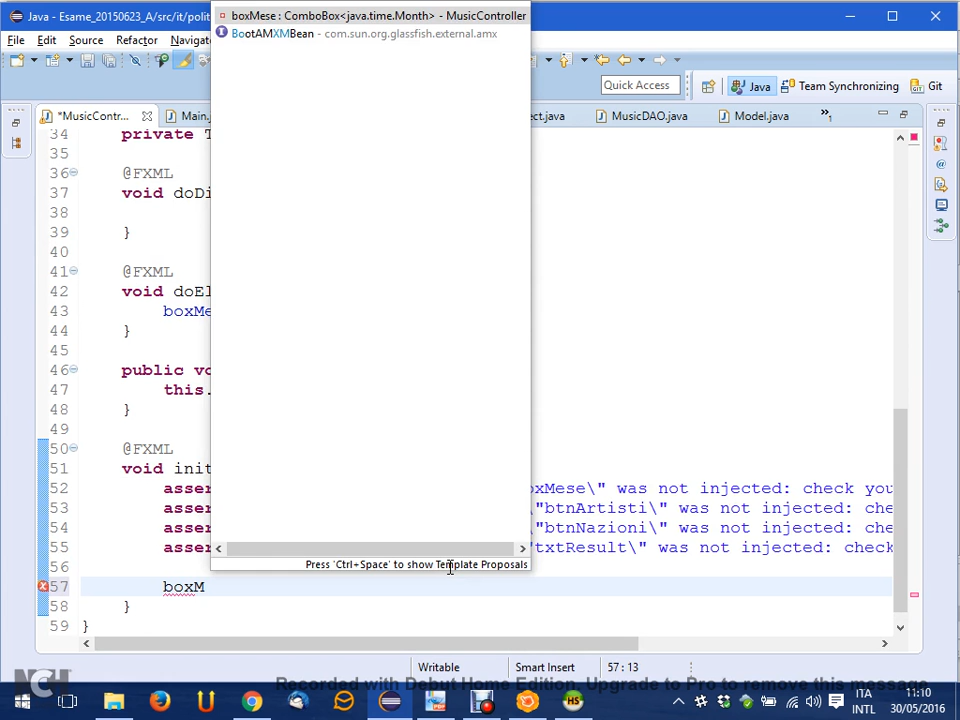 Java - Esame_20150623_A/src/it/polit
boxMese : ComboBox<java.time.Month> - MusicController
BootAMXMBean - com.sun.org.glassfish.external.amx
File Edit Source Refactor Navigat
Quick Access Java Team Synchronizing Git
*MusicContr... Main. ect.java MusicDAO.java Model.java »1
34 private T
35
36 @FXML
37 void doDi
38
39 }
40
41 @FXML
42 void doEl
43 boxMe
44 }
45
46 public vo
47 this.
48 }
49
50 @FXML
51 void init
52 asser oxMese\" was not injected: check you
53 asser \"btnArtisti\" was not injected: che
54 asser \"btnNazioni\" was not injected: che
55 asser txtResult\" was not injected: check
56
57 boxM
58 }
59 }
Press 'Ctrl+Space' to show Template Proposals
Writable Smart Insert 57 : 13
NCH
Recorded with Debut Home Edition. Upgrade to Pro to remove this message
ITA
INTL
11:10
30/05/2016